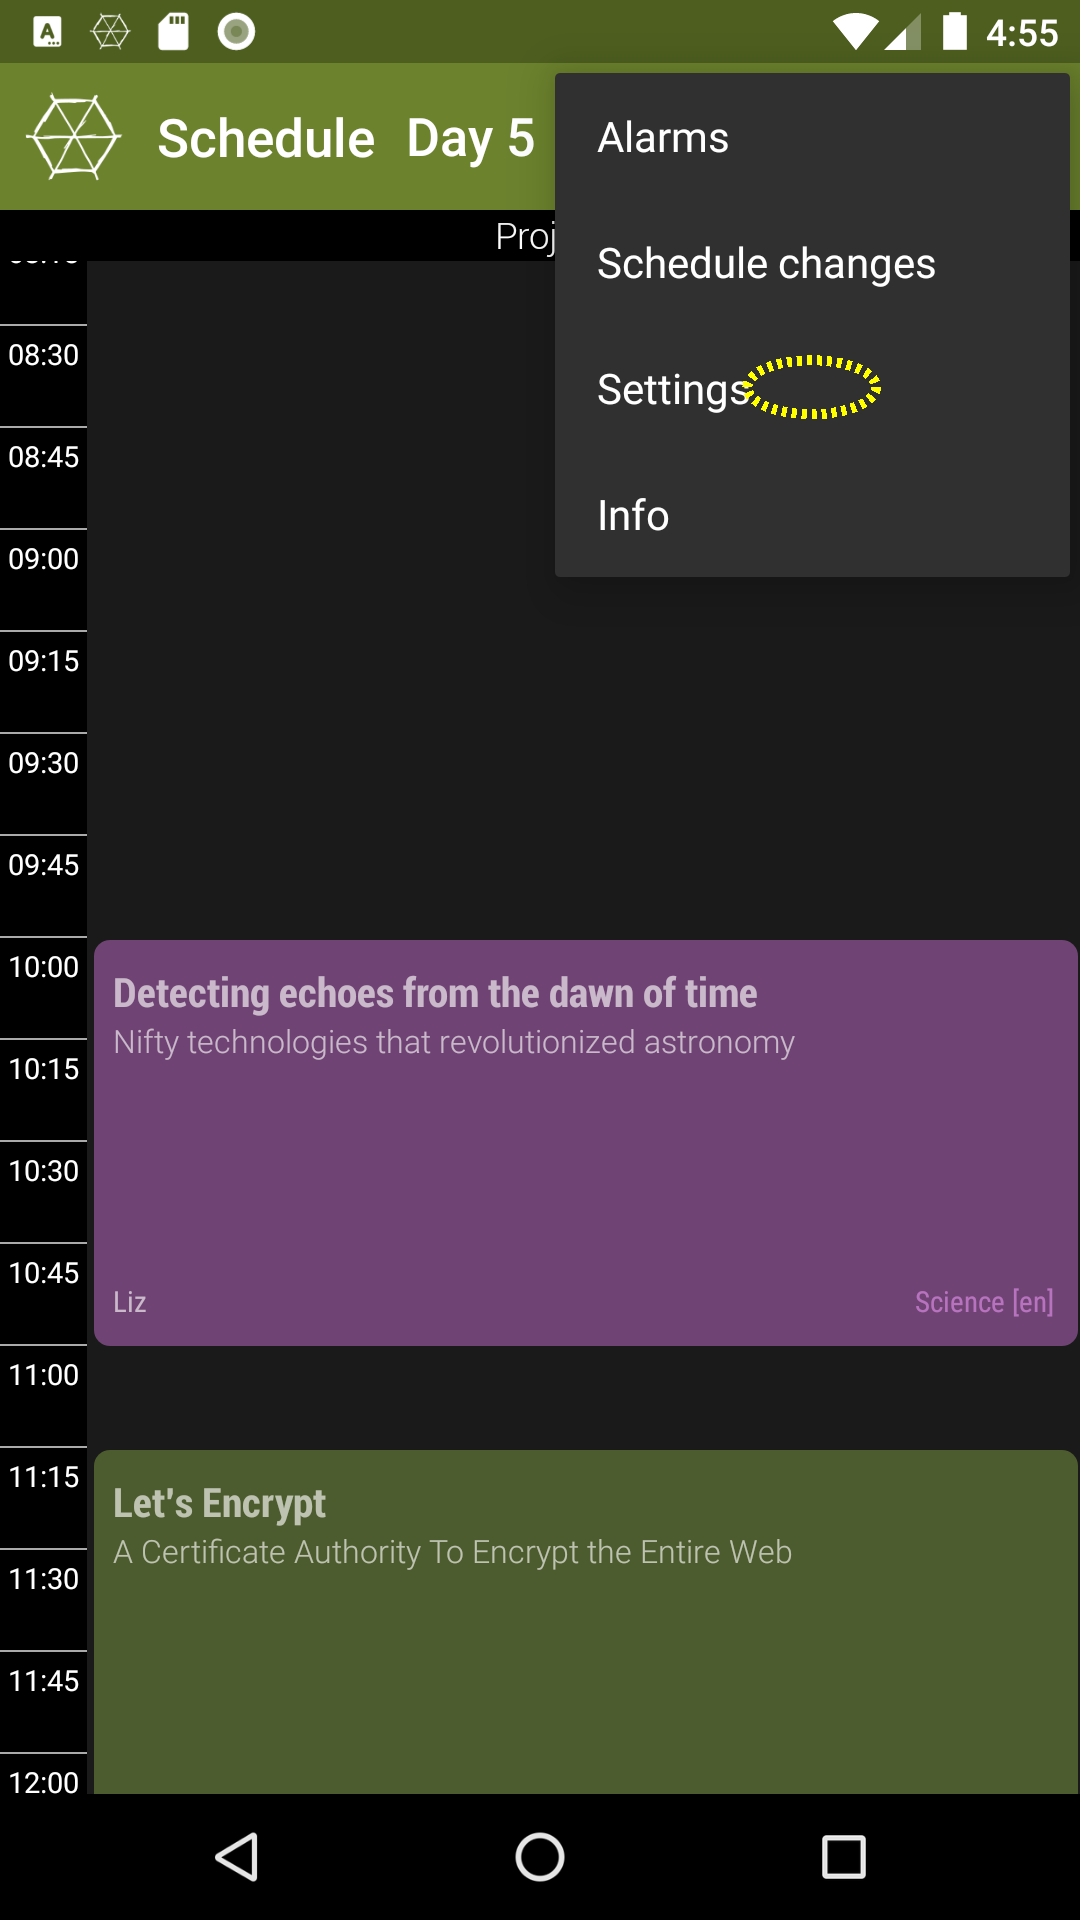 4:55
Schedule Day 5
Alarms
Schedule changes
Settings
Info
08:30
08:45
09:00
09:15
09:30
09:45
10:00
Detecting echoes from the dawn of time
Nifty technologies that revolutionized astronomy
10:15
10:30
10:45
Liz
Science [en]
11:00
11:15
Let's Encrypt
A Certificate Authority To Encrypt the Entire Web
11:30
11:45
12:00